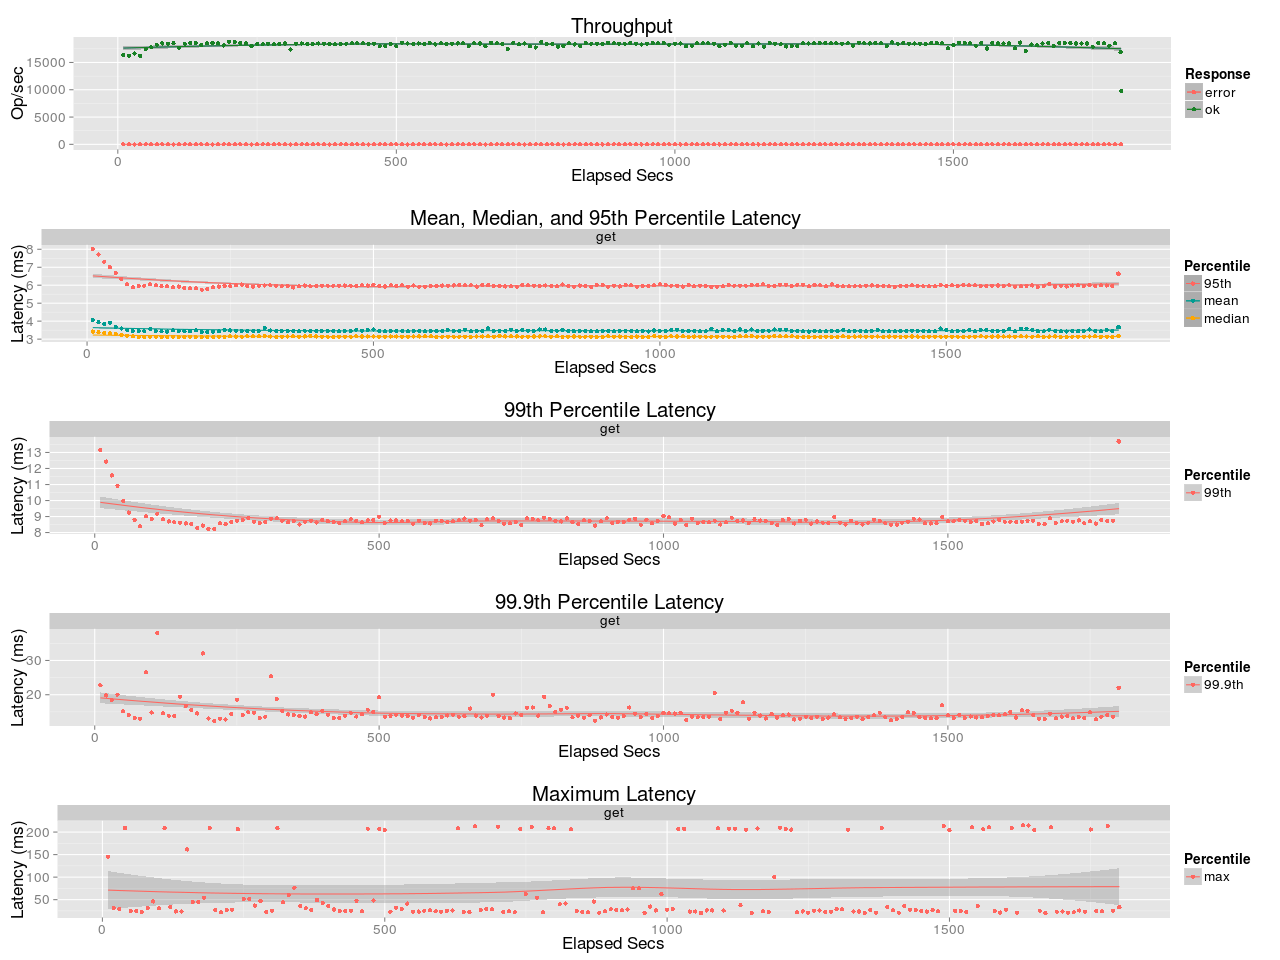 Throughput
Op/sec
15000
10000
5000
0
0 500 1000 1500
Elapsed Secs
Response
error
ok
Mean, Median, and 95th Percentile Latency
get
Latency (ms)
8
7
6
5
4
3
0 500 1000 1500
Elapsed Secs
Percentile
95th
mean
median
99th Percentile Latency
get
Latency (ms)
13
12
11
10
9
8
0 500 1000 1500
Elapsed Secs
Percentile
99th
99.9th Percentile Latency
get
Latency (ms)
30
20
0 500 1000 1500
Elapsed Secs
Percentile
99.9th
Maximum Latency
get
Latency (ms)
200
150
100
50
0 500 1000 1500
Elapsed Secs
Percentile
max